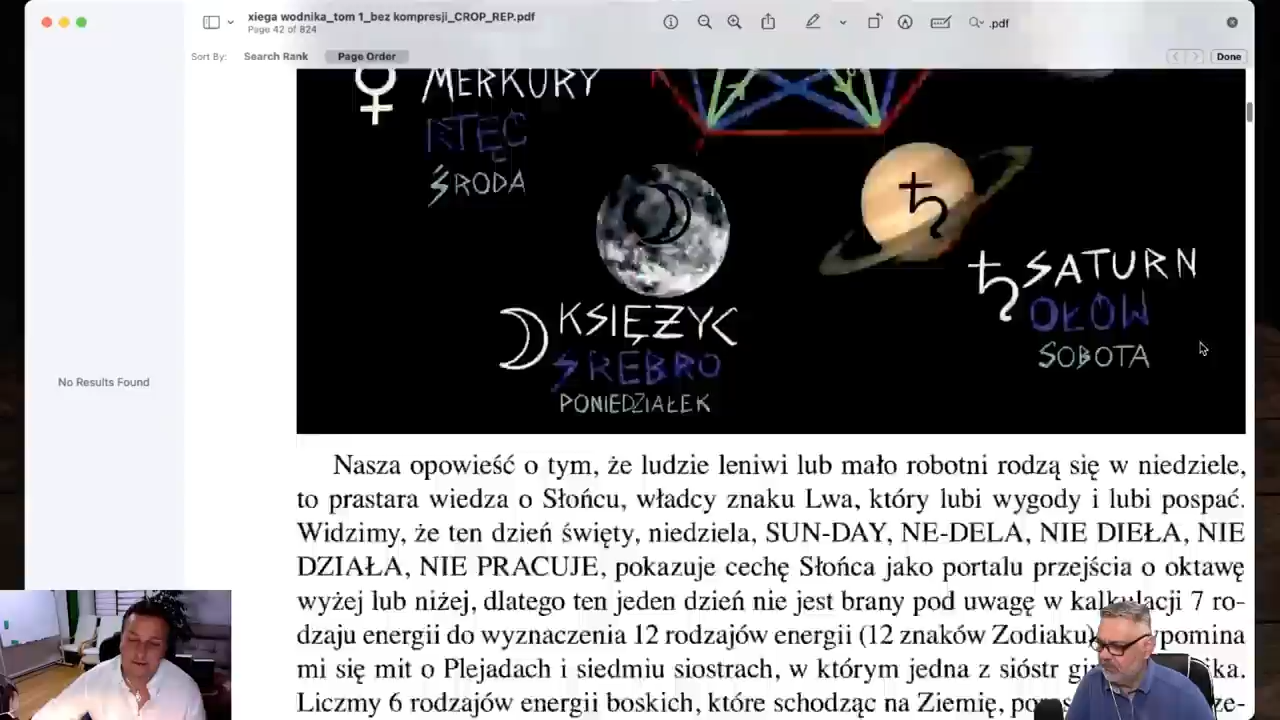 xiega wodnika_tom 1_bez kompresji_CROP_REP.pdf
Page 42 of 824
.pdf
Sort By: Search Rank Page Order
Done
No Results Found
MERKURY
RTĘĆ
ŚRODA
SATURN
OŁÓW
SOBOTA
KSIĘŻYC
SREBRO
PONIEDZIAŁEK
Nasza opowieść o tym, że ludzie leniwi lub mało robotni rodzą się w niedziele,
to prastara wiedza o Słońcu, władcy znaku Lwa, który lubi wygody i lubi pospać.
Widzimy, że ten dzień święty, niedziela, SUN-DAY, NE-DELA, NIE DIEŁA, NIE
DZIAŁA, NIE PRACUJE, pokazuje cechę Słońca jako portalu przejścia o oktawę
wyżej lub niżej, dlatego ten jeden dzień nie jest brany pod uwagę w kalkulacji 7 ro-
dzaju energii do wyznaczenia 12 rodzajów energii (12 znaków Zodiaku)
mi się mit o Plejadach i siedmiu siostrach, w którym jedna z sióstr
Liczmy 6 rodzajów energii boskich, które schodząc na Ziemię,